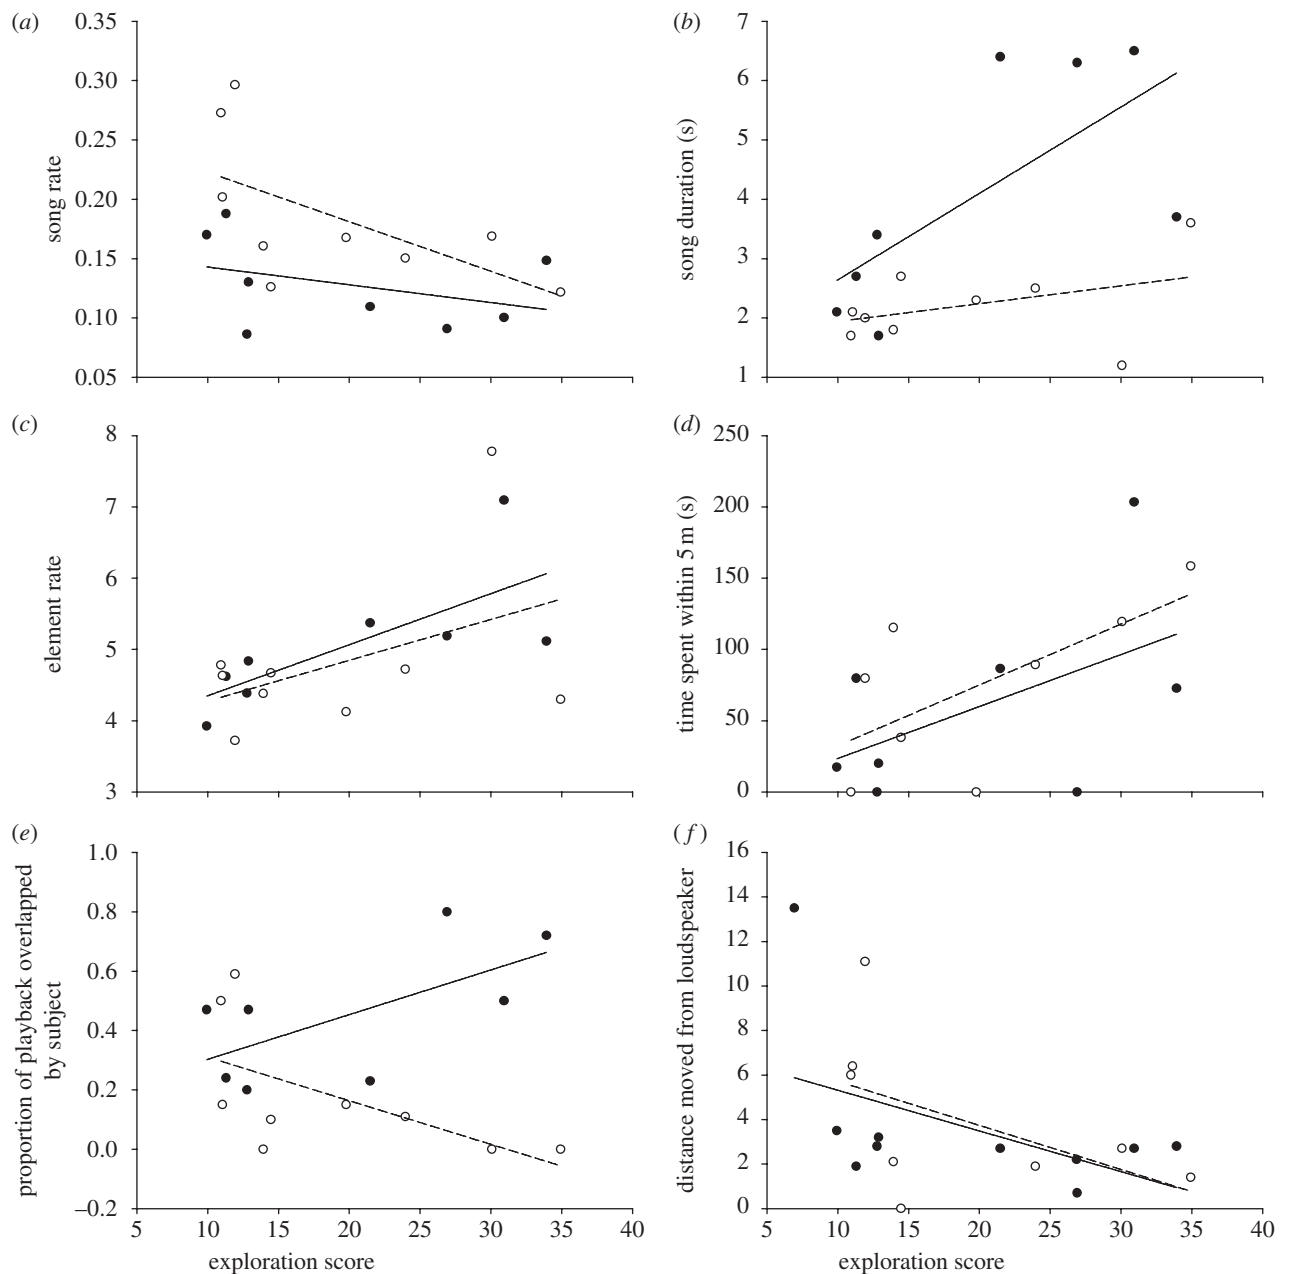 (a)
0.35
0.30
0.25
0.20
0.15
0.10
0.05
song rate
(b)
7
6
5
4
3
2
1
song duration (s)
(c)
8
7
6
5
4
3
element rate
(d)
250
200
150
100
50
0
time spent within 5 m (s)
(e)
1.0
0.8
0.6
0.4
0.2
0.0
–0.2
proportion of playback overlapped
by subject
5 10 15 20 25 30 35 40
exploration score
(f)
16
14
12
10
8
6
4
2
0
distance moved from loudspeaker
5 10 15 20 25 30 35 40
exploration score